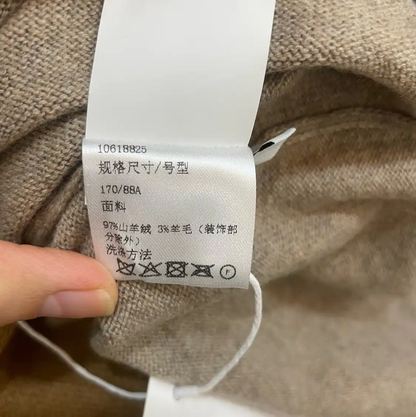 10618825
规格尺寸/号型
170/88A
面料
97%山羊绒 3%羊毛（装饰部
分除外）
洗涤方法